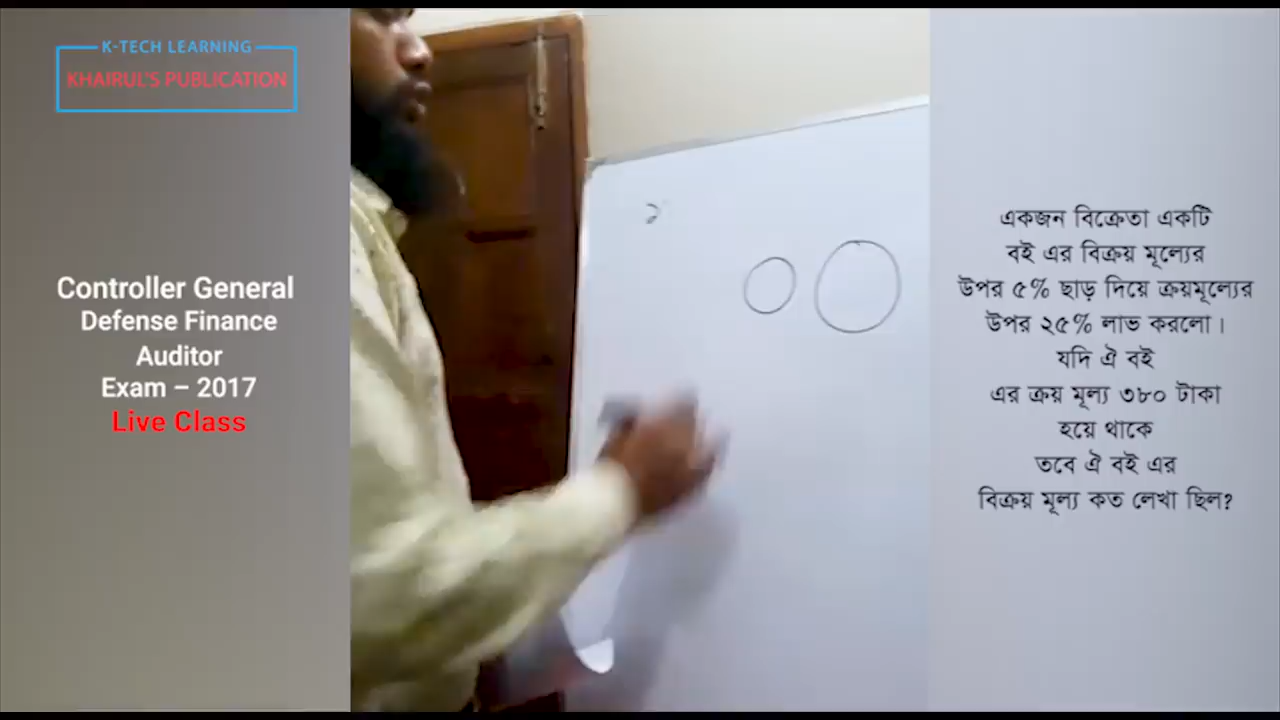 K-TECH LEARNING
KHAIRUL'S PUBLICATION
Controller General
Defense Finance
Auditor
Exam – 2017
Live Class
একজন বিক্রেতা একটি
বই এর বিক্রয় মূল্যের
উপর ৫% ছাড় দিয়ে ক্রয়মূল্যের
উপর ২৫% লাভ করলো।
যদি ঐ বই
এর ক্রয় মূল্য ৩৮০ টাকা
হয়ে থাকে
তবে ঐ বই এর
বিক্রয় মূল্য কত লেখা ছিল?